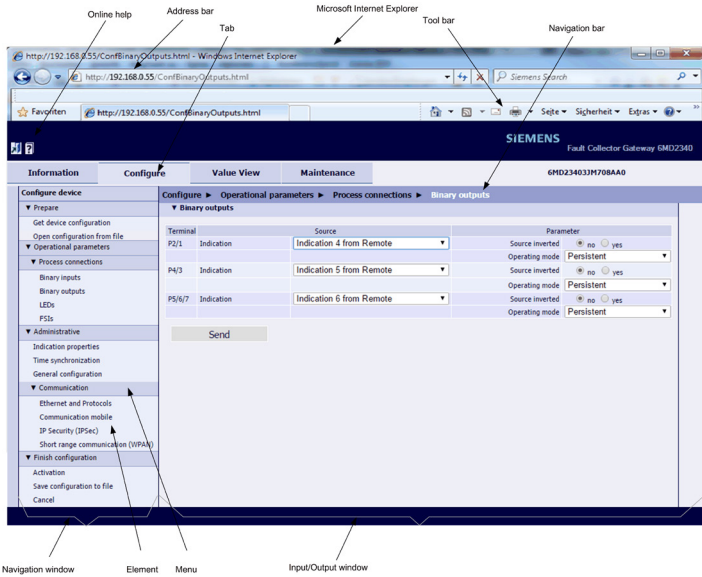 Microsoft Internet Explorer
Online help
Address bar
Tool bar
Tab
Navigation bar
http://192.168.0.55/ConfBinaryOutputs.html - Windows Internet Explorer
http://192.168.0.55/ConfBinaryOutputs.html
Siemens Search
Favoriten
http://192.168.0.55/ConfBinaryOutputs.html
Seite Sicherheit Extras
SIEMENS
Fault Collector Gateway 6MD2340
Information Configure Value View Maintenance 6MD23403JM708AA0
Configure device
Configure ► Operational parameters ► Process connections ► Binary outputs
▼ Prepare
▼ Binary outputs
Get device configuration
Open configuration from file
▼ Operational parameters
▼ Process connections
Binary inputs
Binary outputs
LEDs
FSIs
▼ Administrative
Indication properties
Time synchronization
General configuration
▼ Communication
Ethernet and Protocols
Communication mobile
IP Security (IPSec)
Short range communication (WPAN)
▼ Finish configuration
Activation
Save configuration to file
Cancel
Terminal Source Parameter
P2/1 Indication Indication 4 from Remote Source inverted no yes
Operating mode Persistent
P4/3 Indication Indication 5 from Remote Source inverted no yes
Operating mode Persistent
P5/6/7 Indication Indication 6 from Remote Source inverted no yes
Operating mode Persistent
Send
Navigation window
Element
Menu
Input/Output window